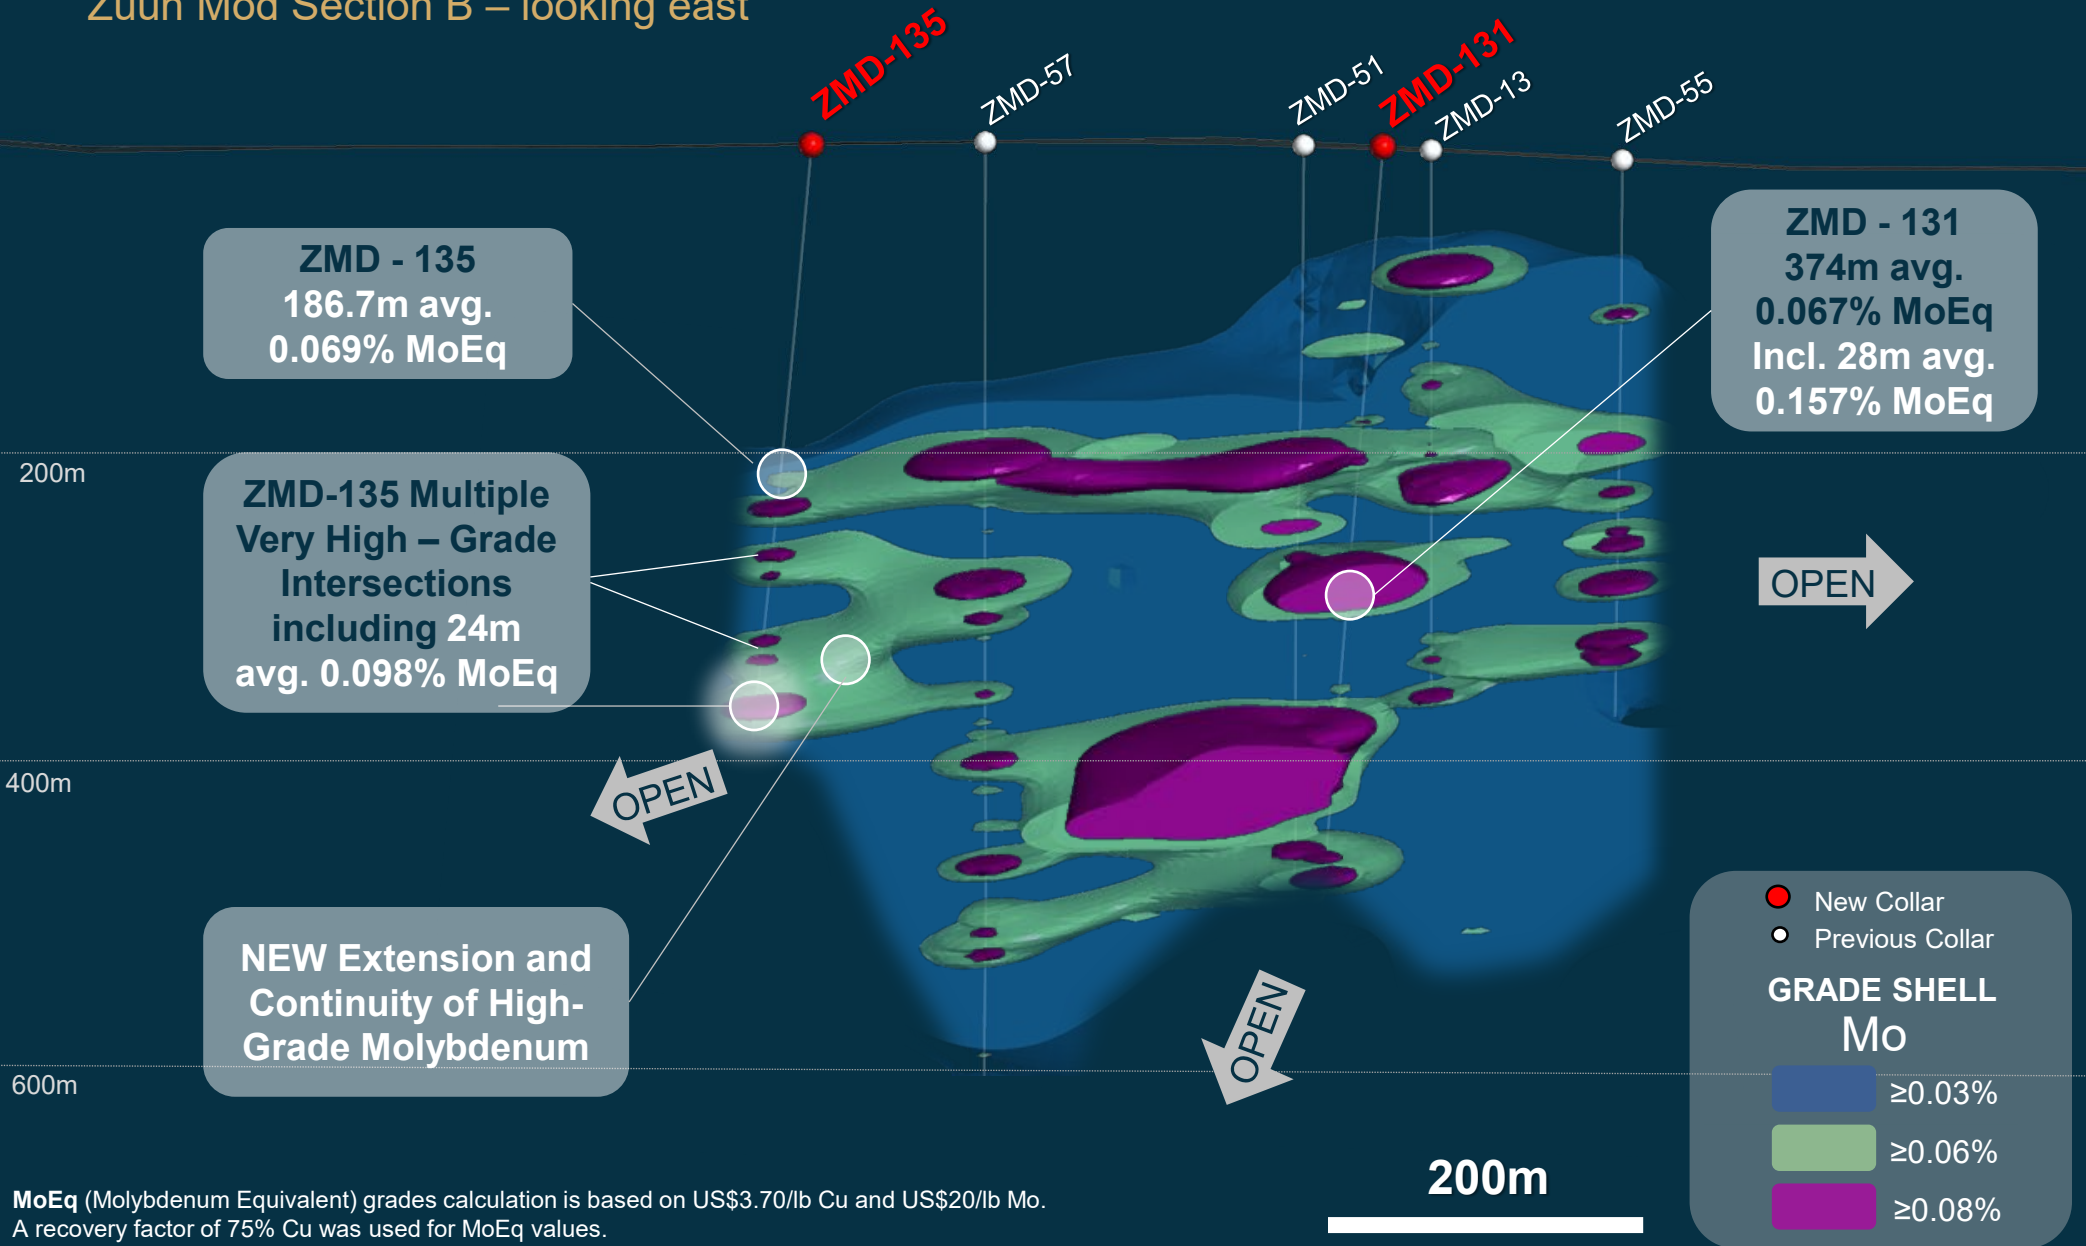 Zuun Mod Section B – looking east
ZMD-135
ZMD-57
ZMD-51
ZMD-131
ZMD-13
ZMD-55
ZMD - 135
186.7m avg.
0.069% MoEq
ZMD - 131
374m avg.
0.067% MoEq
Incl. 28m avg.
0.157% MoEq
200m
ZMD-135 Multiple
Very High – Grade
Intersections
including 24m
avg. 0.098% MoEq
OPEN
400m
OPEN
NEW Extension and
Continuity of High-
Grade Molybdenum
OPEN
600m
New Collar
Previous Collar
GRADE SHELL
Mo
≥0.03%
≥0.06%
≥0.08%
200m
MoEq (Molybdenum Equivalent) grades calculation is based on US$3.70/lb Cu and US$20/lb Mo.
A recovery factor of 75% Cu was used for MoEq values.